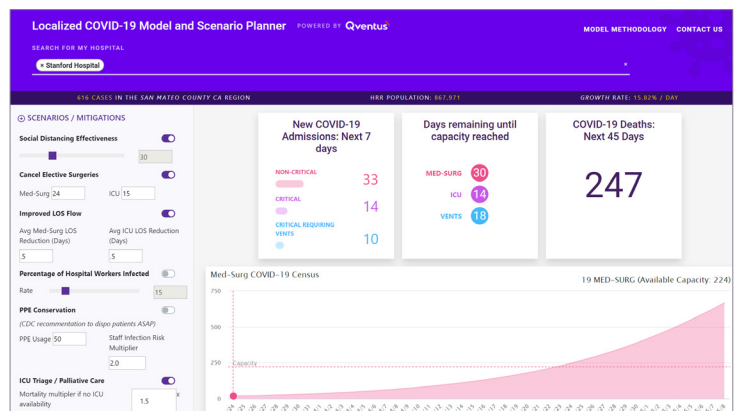 Localized COVID-19 Model and Scenario Planner POWERED BY Qventus
MODEL METHODOLOGY CONTACT US
SEARCH FOR MY HOSPITAL
× Stanford Hospital ×
616 CASES IN THE SAN MATEO COUNTY CA REGION HRR POPULATION: 867,971 GROWTH RATE: 15.82% / DAY
SCENARIOS / MITIGATIONS
Social Distancing Effectiveness
30
Cancel Elective Surgeries
Med-Surg 24 ICU 15
Improved LOS Flow
Avg Med-Surg LOS Reduction (Days)
Avg ICU LOS Reduction (Days)
.5 .5
Percentage of Hospital Workers Infected
Rate 15
PPE Conservation
(CDC recommentation to dispo patients ASAP)
PPE Usage 50
Staff Infection Risk Multiplier
2.0
ICU Triage / Palliative Care
Mortality multiplier if no ICU availability 1.5 x
New COVID-19
Admissions: Next 7
days
NON-CRITICAL 33
CRITICAL 14
CRITICAL REQUIRING
VENTS 10
Days remaining until
capacity reached
MED-SURG 30
ICU 14
VENTS 18
COVID-19 Deaths:
Next 45 Days
247
Med-Surg COVID-19 Census
19 MED-SURG (Available Capacity: 224)
750
500
250
Capacity
0